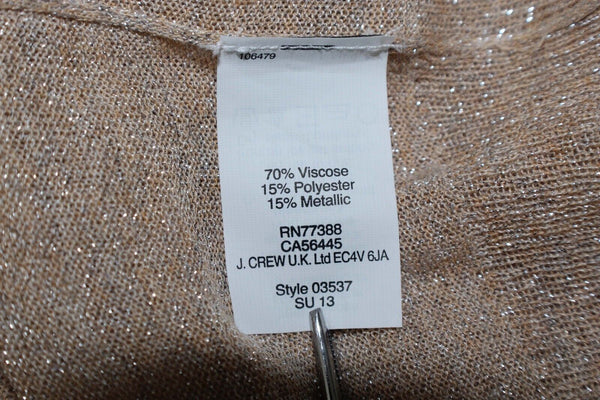 106479
70% Viscose
15% Polyester
15% Metallic
RN77388
CA56445
J. CREW U.K. Ltd EC4V 6JA
Style 03537
SU 13